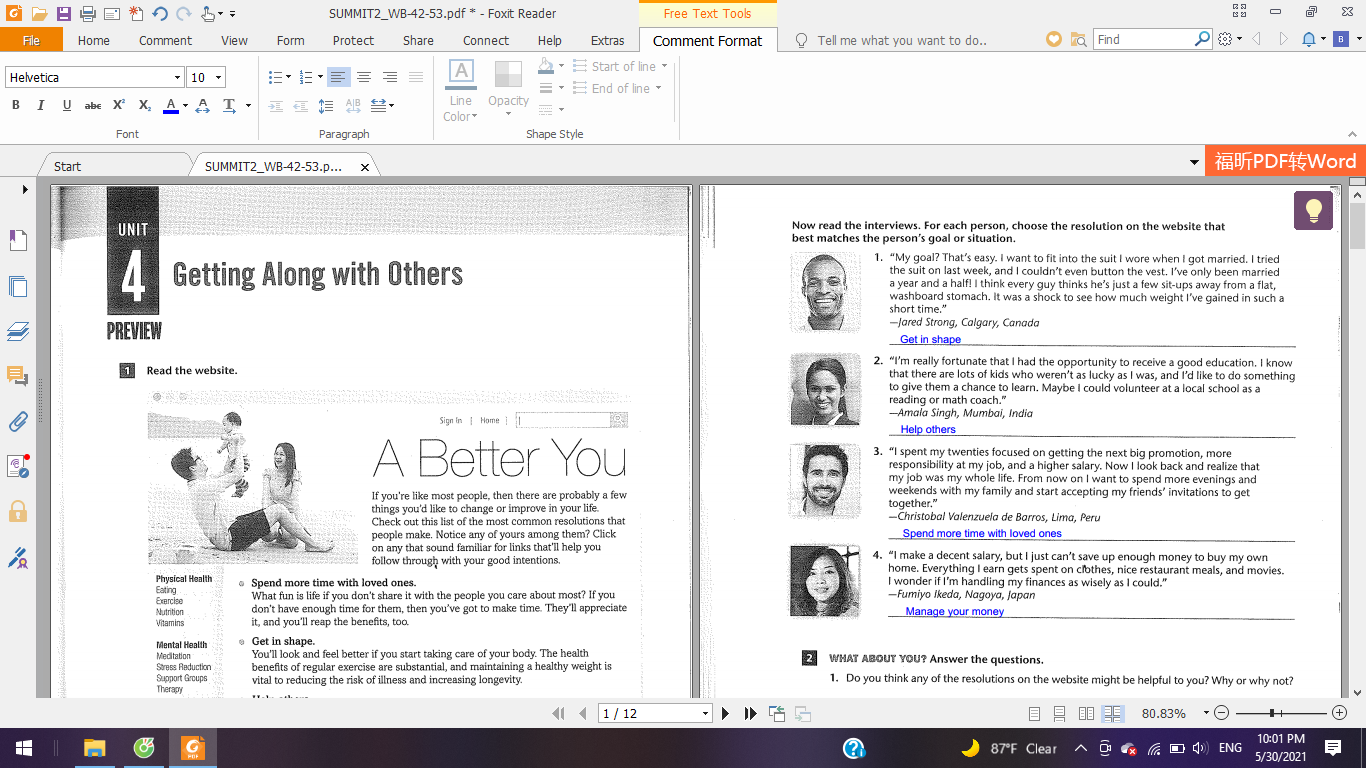 SUMMIT2_WB-42-53.pdf * - Foxit Reader
Free Text Tools
File
Home
Comment
View
Form
Protect
Share
Connect
Help
Extras
Comment Format
Tell me what you want to do..
Find
B
Helvetica
10
Start of line
End of line
B I U abc X² X₂ A A T
Line
Color
Opacity
Font
Paragraph
Shape Style
Start
SUMMIT2_WB-42-53.p...
福昕PDF转Word
UNIT
4
Getting Along with Others
PREVIEW
1 Read the website.
Sign In | Home |
A Better You
If you're like most people, then there are probably a few
things you'd like to change or improve in your life.
Check out this list of the most common resolutions that
people make. Notice any of yours among them? Click
on any that sound familiar for links that'll help you
follow through with your good intentions.
Physical Health
Eating
Exercise
Nutrition
Vitamins
Mental Health
Meditation
Stress Reduction
Support Groups
Therapy
Spend more time with loved ones.
What fun is life if you don't share it with the people you care about most? If you
don't have enough time for them, then you've got to make time. They'll appreciate
it, and you'll reap the benefits, too.
Get in shape.
You'll look and feel better if you start taking care of your body. The health
benefits of regular exercise are substantial, and maintaining a healthy weight is
vital to reducing the risk of illness and increasing longevity.
Now read the interviews. For each person, choose the resolution on the website that
best matches the person's goal or situation.
1. "My goal? That's easy. I want to fit into the suit I wore when I got married. I tried
the suit on last week, and I couldn't even button the vest. I've only been married
a year and a half! I think every guy thinks he's just a few sit-ups away from a flat,
washboard stomach. It was a shock to see how much weight I've gained in such a
short time."
—Jared Strong, Calgary, Canada
Get in shape
2. "I'm really fortunate that I had the opportunity to receive a good education. I know
that there are lots of kids who weren't as lucky as I was, and I'd like to do something
to give them a chance to learn. Maybe I could volunteer at a local school as a
reading or math coach."
—Amala Singh, Mumbai, India
Help others
3. "I spent my twenties focused on getting the next big promotion, more
responsibility at my job, and a higher salary. Now I look back and realize that
my job was my whole life. From now on I want to spend more evenings and
weekends with my family and start accepting my friends' invitations to get
together."
—Christobal Valenzuela de Barros, Lima, Peru
Spend more time with loved ones
4. "I make a decent salary, but I just can't save up enough money to buy my own
home. Everything I earn gets spent on clothes, nice restaurant meals, and movies.
I wonder if I'm handling my finances as wisely as I could."
—Fumiyo Ikeda, Nagoya, Japan
Manage your money
2 WHAT ABOUT YOU? Answer the questions.
1. Do you think any of the resolutions on the website might be helpful to you? Why or why not?
1 / 12
80.83%
PDF
87°F Clear
ENG
10:01 PM
5/30/2021